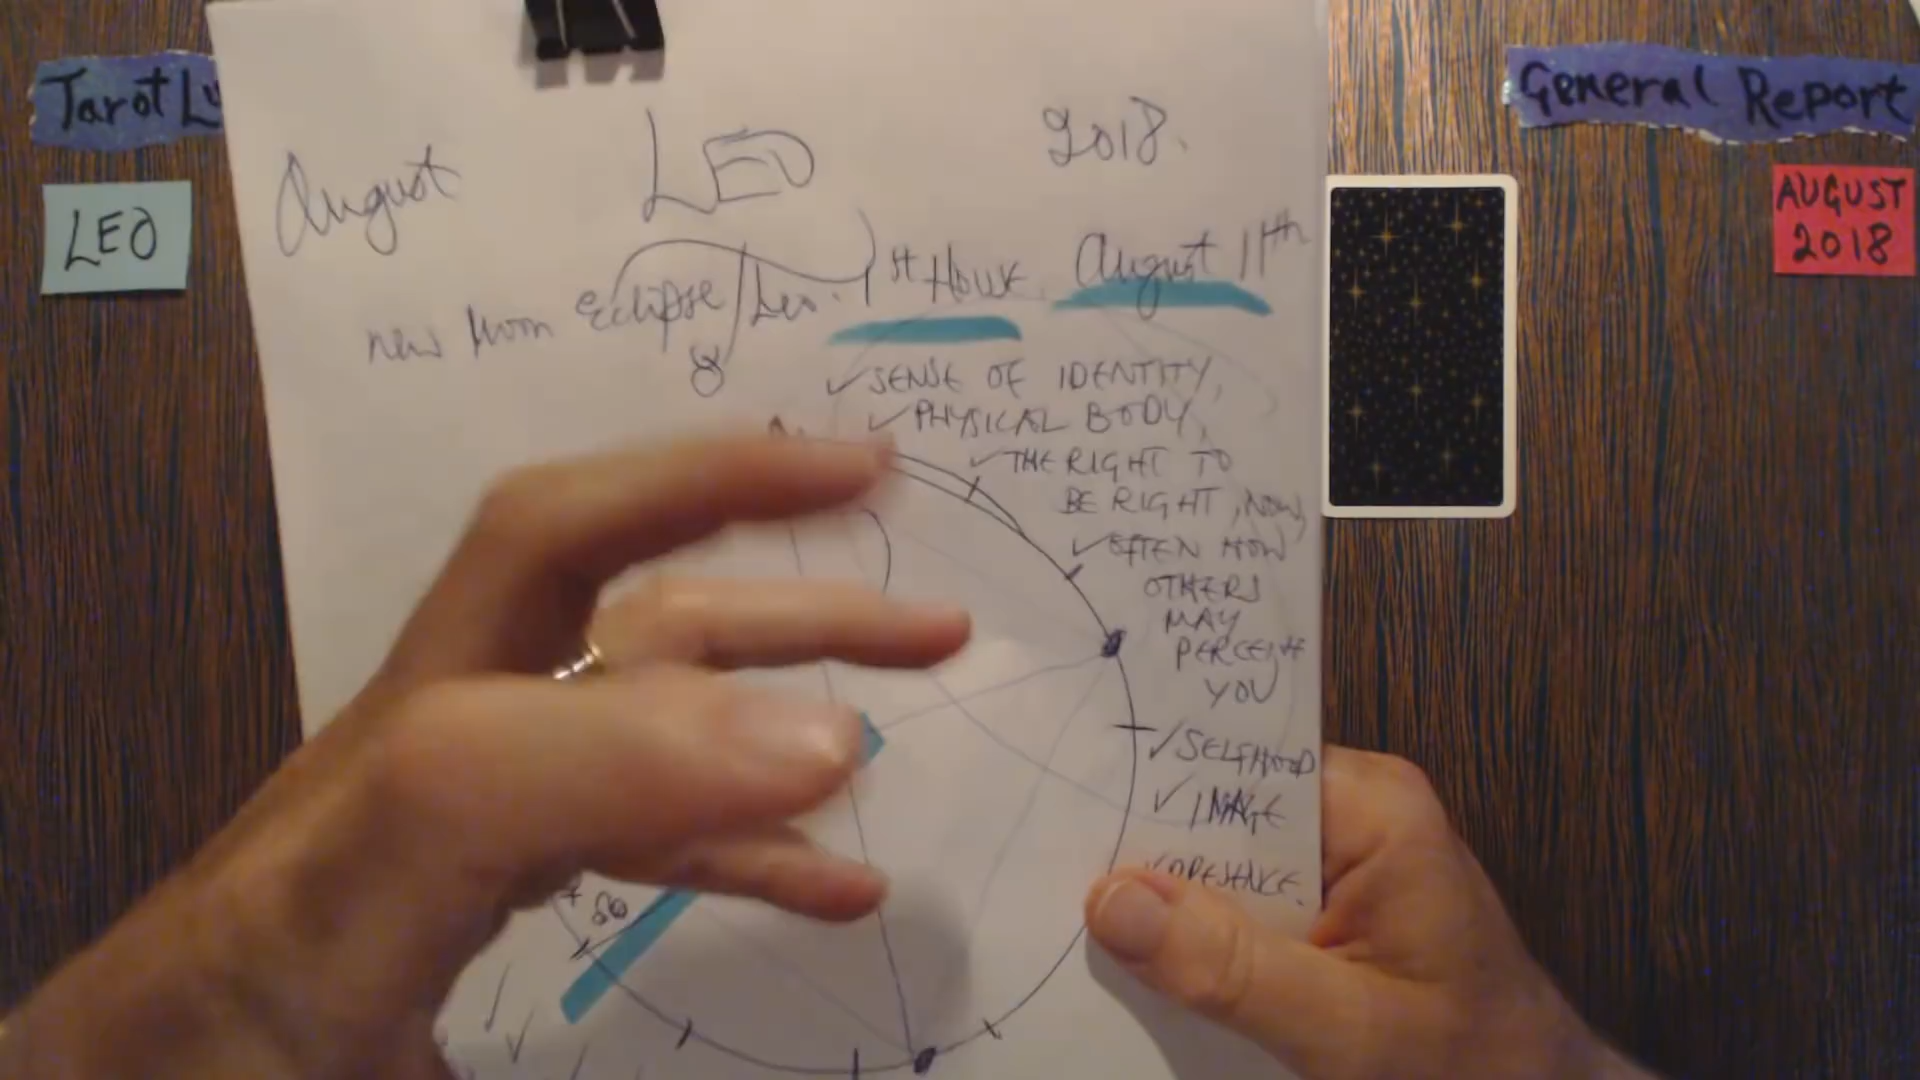 Tarot
General Report
LEO
AUGUST
2018
August LEO 2018.
new moon Eclipse/Leo. 1st House August 11th
✓ SENSE OF IDENTITY,
✓ PHYSICAL BODY,
✓ THE RIGHT TO
BE RIGHT, NOW,
✓ OFTEN HOW
OTHERS
MAY
PERCEIVE
YOU
✓ SELFHOOD
✓ IMAGE
✓ PRESENCE.